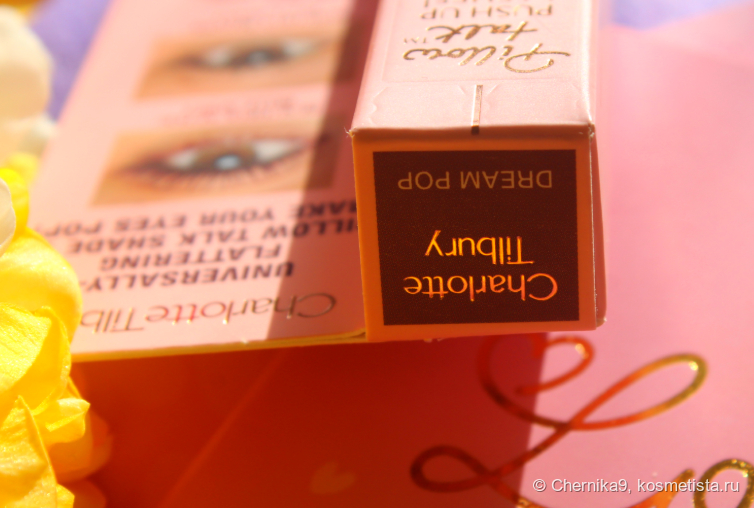 Charlotte Tilb
UNIVERSALLY-
FLATTERING
PILLOW TALK SHADE
MAKE YOUR EYES POP
Charlotte
Tilbury
DREAM POP
Pillow
talk™
PUSH UP
© Chernika9, kosmetista.ru